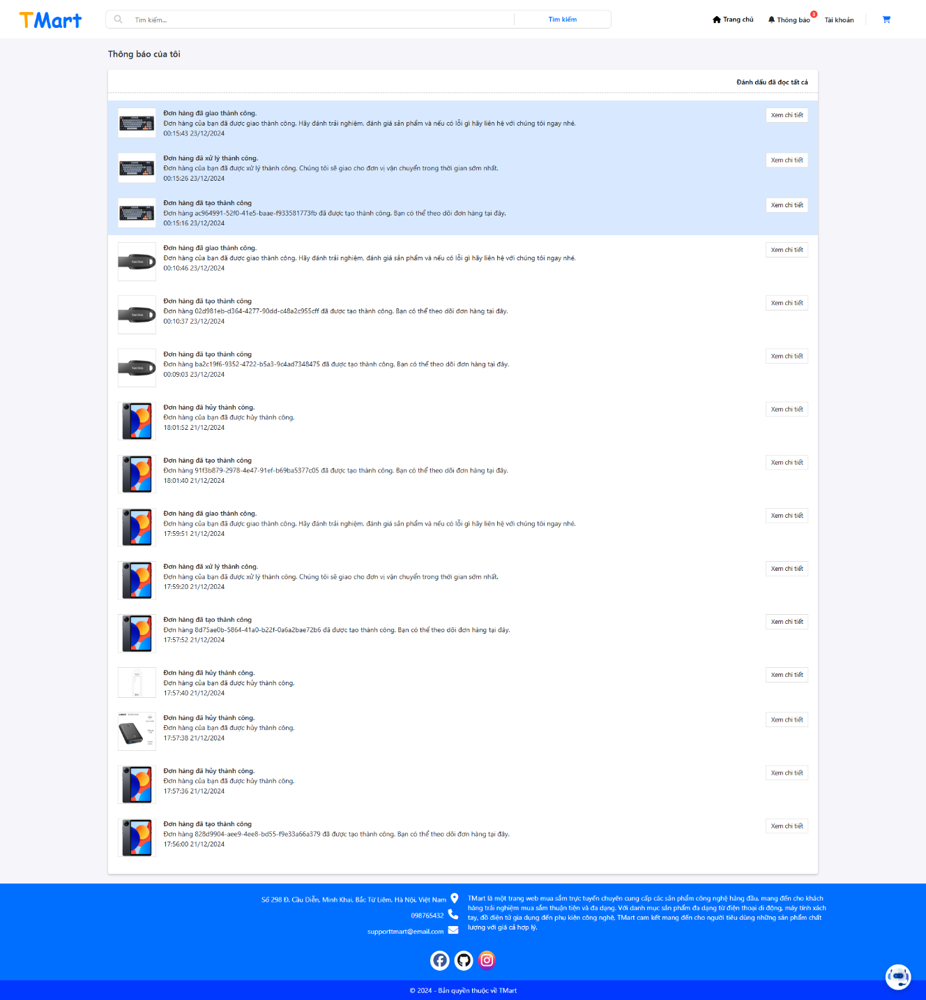 TMart
Tìm kiếm...
Tìm kiếm
Trang chủ
Thông báo
3
Tài khoản
Thông báo của tôi
Đánh dấu đã đọc tất cả
Đơn hàng đã giao thành công.
Đơn hàng của bạn đã được giao thành công. Hãy đánh trải nghiệm, đánh giá sản phẩm và nếu có lỗi gì hãy liên hệ với chúng tôi ngay nhé.
00:15:43 23/12/2024
Xem chi tiết
Đơn hàng đã xử lý thành công.
Đơn hàng của bạn đã được xử lý thành công. Chúng tôi sẽ giao cho đơn vị vận chuyển trong thời gian sớm nhất.
00:15:26 23/12/2024
Xem chi tiết
Đơn hàng đã tạo thành công
Đơn hàng ac964991-52f0-41e5-baae-f933581773fb đã được tạo thành công. Bạn có thể theo dõi đơn hàng tại đây.
00:15:16 23/12/2024
Xem chi tiết
Đơn hàng đã giao thành công.
Đơn hàng của bạn đã được giao thành công. Hãy đánh trải nghiệm, đánh giá sản phẩm và nếu có lỗi gì hãy liên hệ với chúng tôi ngay nhé.
00:10:46 23/12/2024
Xem chi tiết
Đơn hàng đã tạo thành công
Đơn hàng 02d981eb-d364-4277-90dd-c48a2c955cff đã được tạo thành công. Bạn có thể theo dõi đơn hàng tại đây.
00:10:37 23/12/2024
Xem chi tiết
Đơn hàng đã tạo thành công
Đơn hàng ba2c19f6-9352-4722-b5a3-9c4ad7348475 đã được tạo thành công. Bạn có thể theo dõi đơn hàng tại đây.
00:09:03 23/12/2024
Xem chi tiết
Đơn hàng đã hủy thành công.
Đơn hàng của bạn đã được hủy thành công.
18:01:52 21/12/2024
Xem chi tiết
Đơn hàng đã tạo thành công
Đơn hàng 91f3b879-2978-4e47-91ef-b69ba5377c05 đã được tạo thành công. Bạn có thể theo dõi đơn hàng tại đây.
18:01:40 21/12/2024
Xem chi tiết
Đơn hàng đã giao thành công.
Đơn hàng của bạn đã được giao thành công. Hãy đánh trải nghiệm, đánh giá sản phẩm và nếu có lỗi gì hãy liên hệ với chúng tôi ngay nhé.
17:59:51 21/12/2024
Xem chi tiết
Đơn hàng đã xử lý thành công.
Đơn hàng của bạn đã được xử lý thành công. Chúng tôi sẽ giao cho đơn vị vận chuyển trong thời gian sớm nhất.
17:59:20 21/12/2024
Xem chi tiết
Đơn hàng đã tạo thành công
Đơn hàng 8d75ae0b-5864-41a0-b22f-0a6a2bae72b6 đã được tạo thành công. Bạn có thể theo dõi đơn hàng tại đây.
17:57:52 21/12/2024
Xem chi tiết
Đơn hàng đã hủy thành công.
Đơn hàng của bạn đã được hủy thành công.
17:57:40 21/12/2024
Xem chi tiết
Đơn hàng đã hủy thành công.
Đơn hàng của bạn đã được hủy thành công.
17:57:38 21/12/2024
Xem chi tiết
Đơn hàng đã hủy thành công.
Đơn hàng của bạn đã được hủy thành công.
17:57:36 21/12/2024
Xem chi tiết
Đơn hàng đã tạo thành công
Đơn hàng 828d9904-aee9-4ee8-bd55-f9e33a66a379 đã được tạo thành công. Bạn có thể theo dõi đơn hàng tại đây.
17:56:00 21/12/2024
Xem chi tiết
Số 298 Đ. Cầu Diễn, Minh Khai, Bắc Từ Liêm, Hà Nội, Việt Nam
098765432
supporttmart@email.com
TMart là một trang web mua sắm trực tuyến chuyên cung cấp các sản phẩm công nghệ hàng đầu, mang đến cho khách
hàng trải nghiệm mua sắm thuận tiện và đa dạng. Với danh mục sản phẩm đa dạng từ điện thoại di động, máy tính xách
tay, đồ điện tử gia dụng đến phụ kiện công nghệ, TMart cam kết mang đến cho người tiêu dùng những sản phẩm chất
lượng với giá cả hợp lý.
© 2024 - Bản quyền thuộc về TMart